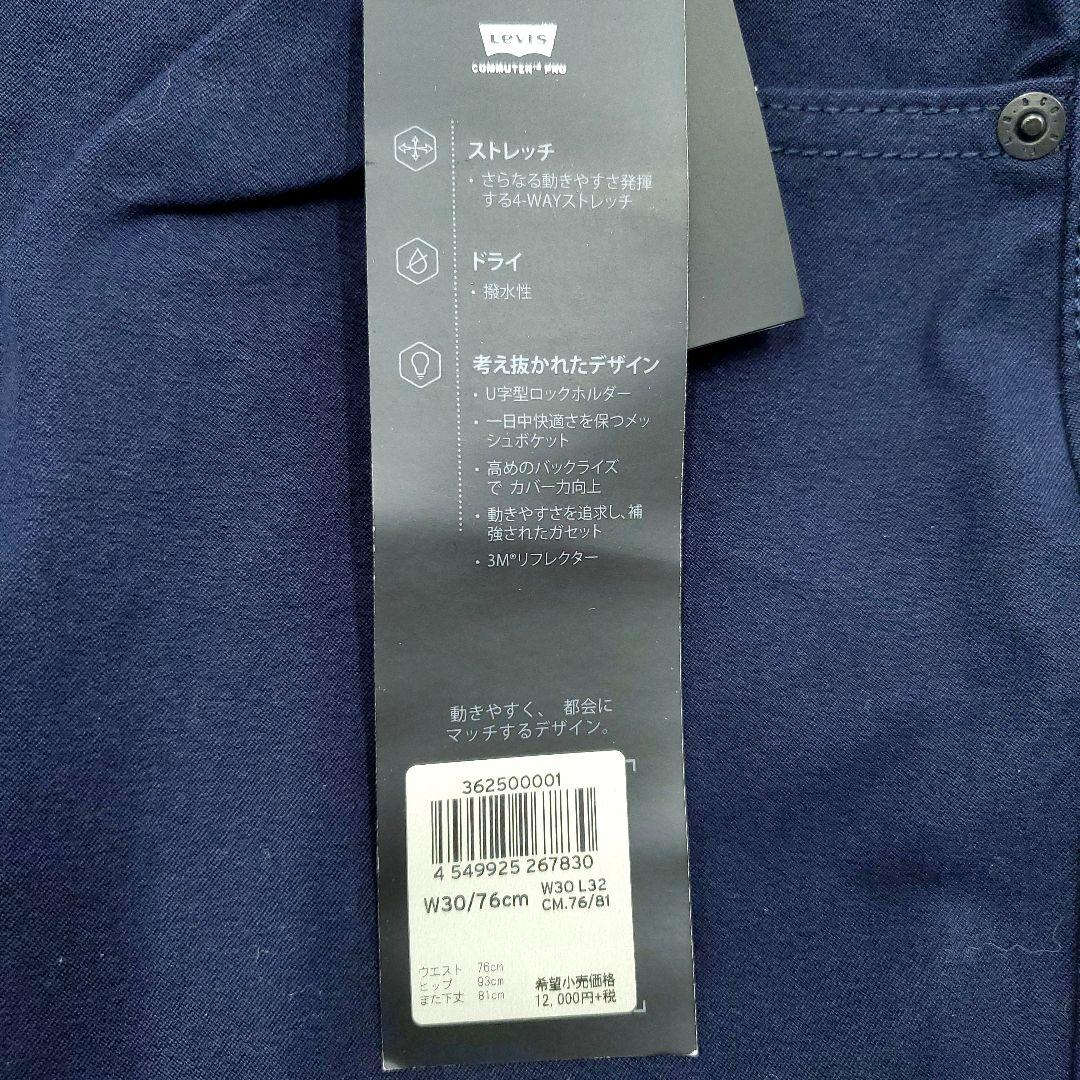 Levi's
COMMUTER™ PRO
ストレッチ
・さらなる動きやすさ発揮
する4-WAYストレッチ
ドライ
・撥水性
考え抜かれたデザイン
・U字型ロックホルダー
・一日中快適さを保つメッ
シュポケット
・高めのバックライズ
で カバー力向上
・動きやすさを追求し、補
強されたガセット
・3M®リフレクター
動きやすく、 都会に
マッチするデザイン。
362500001
4 549925 267830
W30/76cm
W30 L32
CM.76/81
ウエスト 76cm
ヒップ 93cm
また下丈 81cm
希望小売価格
12,000円+税